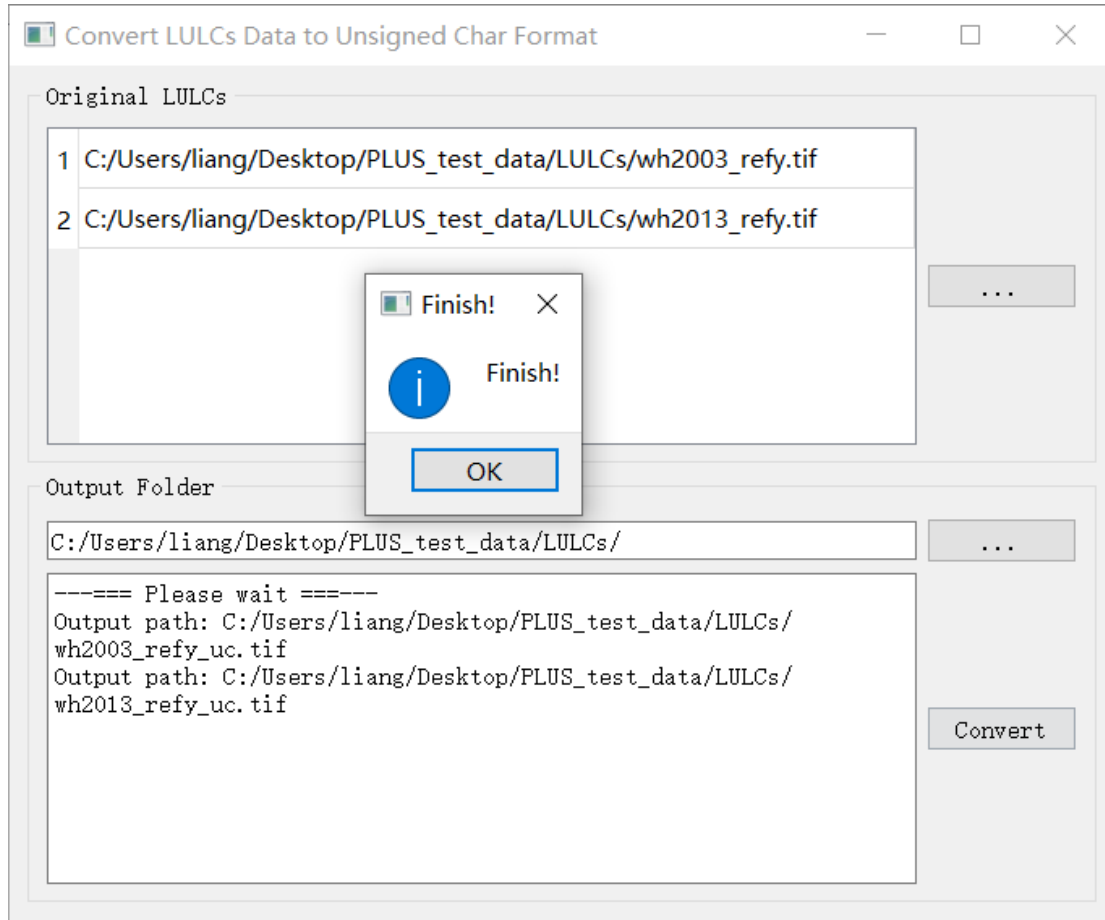 Convert LULCs Data to Unsigned Char Format
Original LULCs
1 C:/Users/liang/Desktop/PLUS_test_data/LULCs/wh2003_refy.tif
2 C:/Users/liang/Desktop/PLUS_test_data/LULCs/wh2013_refy.tif
...
Finish!
Finish!
OK
Output Folder
C:/Users/liang/Desktop/PLUS_test_data/LULCs/
...
---=== Please wait ===---
Output path: C:/Users/liang/Desktop/PLUS_test_data/LULCs/
wh2003_refy_uc.tif
Output path: C:/Users/liang/Desktop/PLUS_test_data/LULCs/
wh2013_refy_uc.tif
Convert